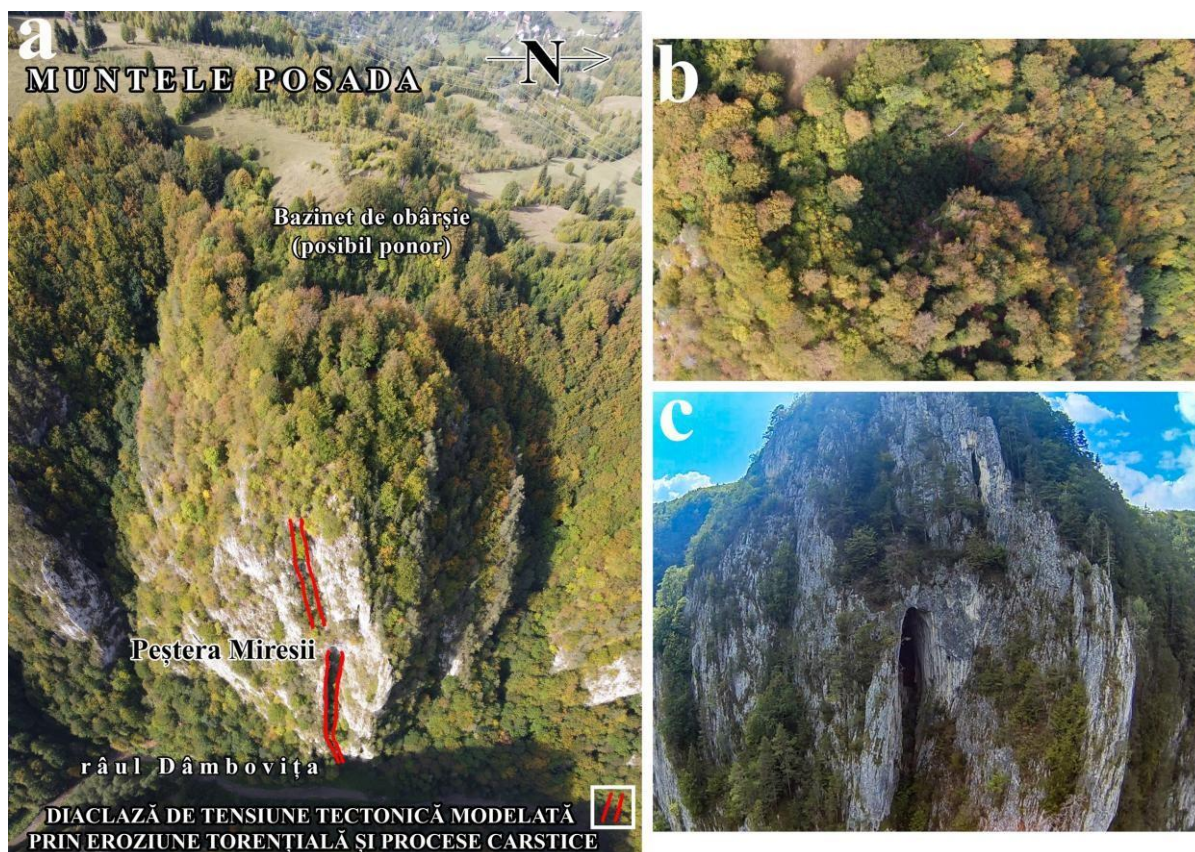 a
MUNTELE POSADA
N
Bazinet de obârșie
(posibil ponor)
Peștera Miresii
râul Dâmbovița
DIACLAZĂ DE TENSIUNE TECTONICĂ MODELATĂ
PRIN EROZIUNE TORENȚIALĂ ȘI PROCESE CARSTICE
b
c